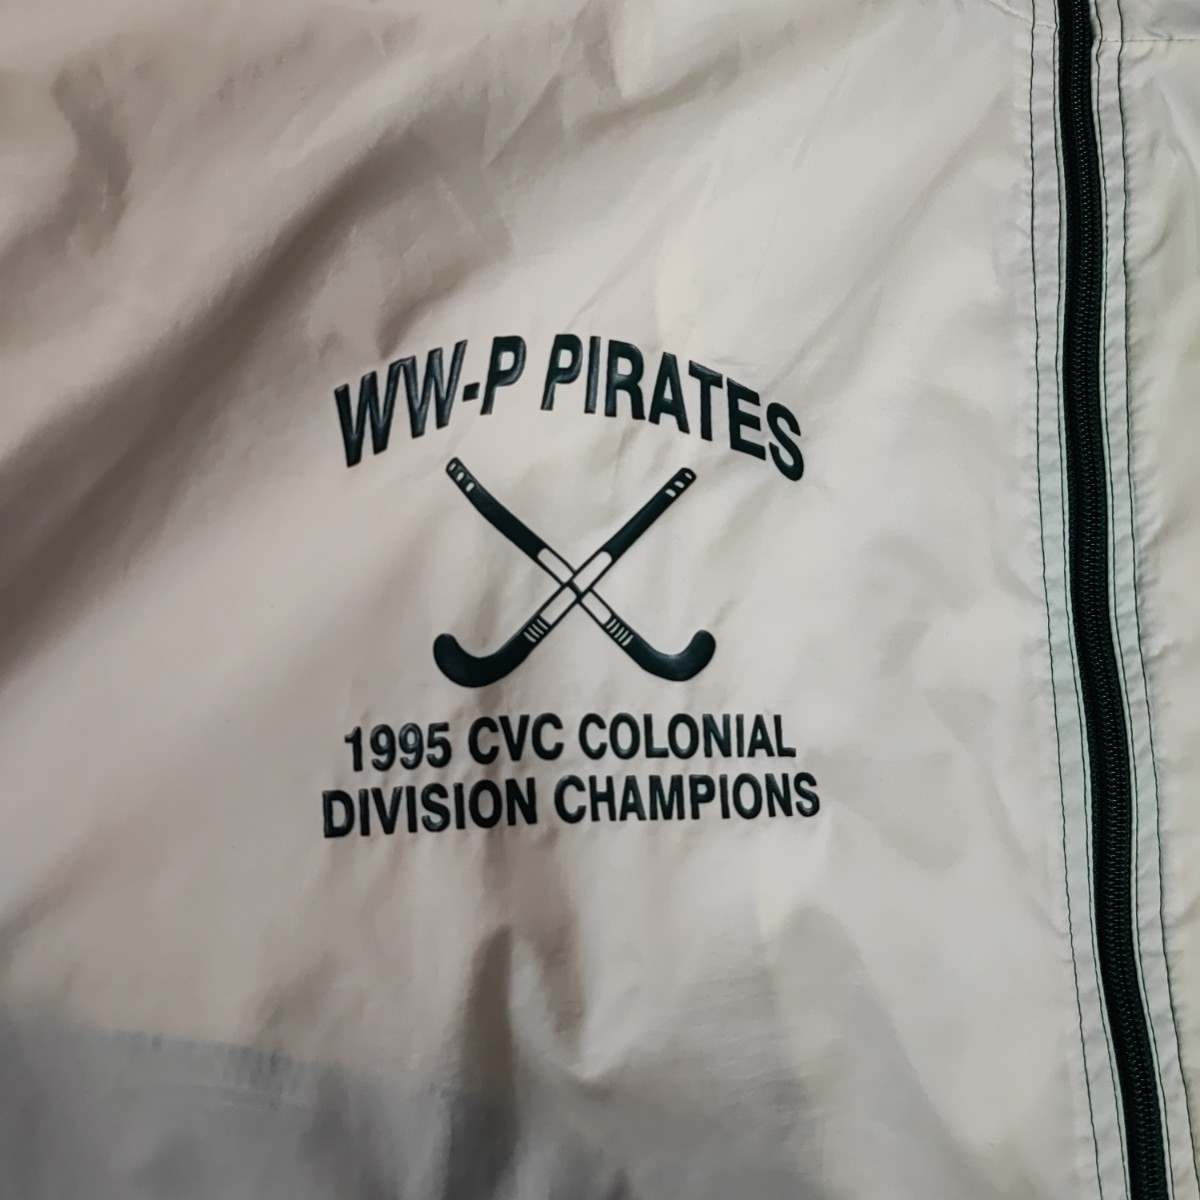 WW-P PIRATES
1995 CVC COLONIAL
DIVISION CHAMPIONS